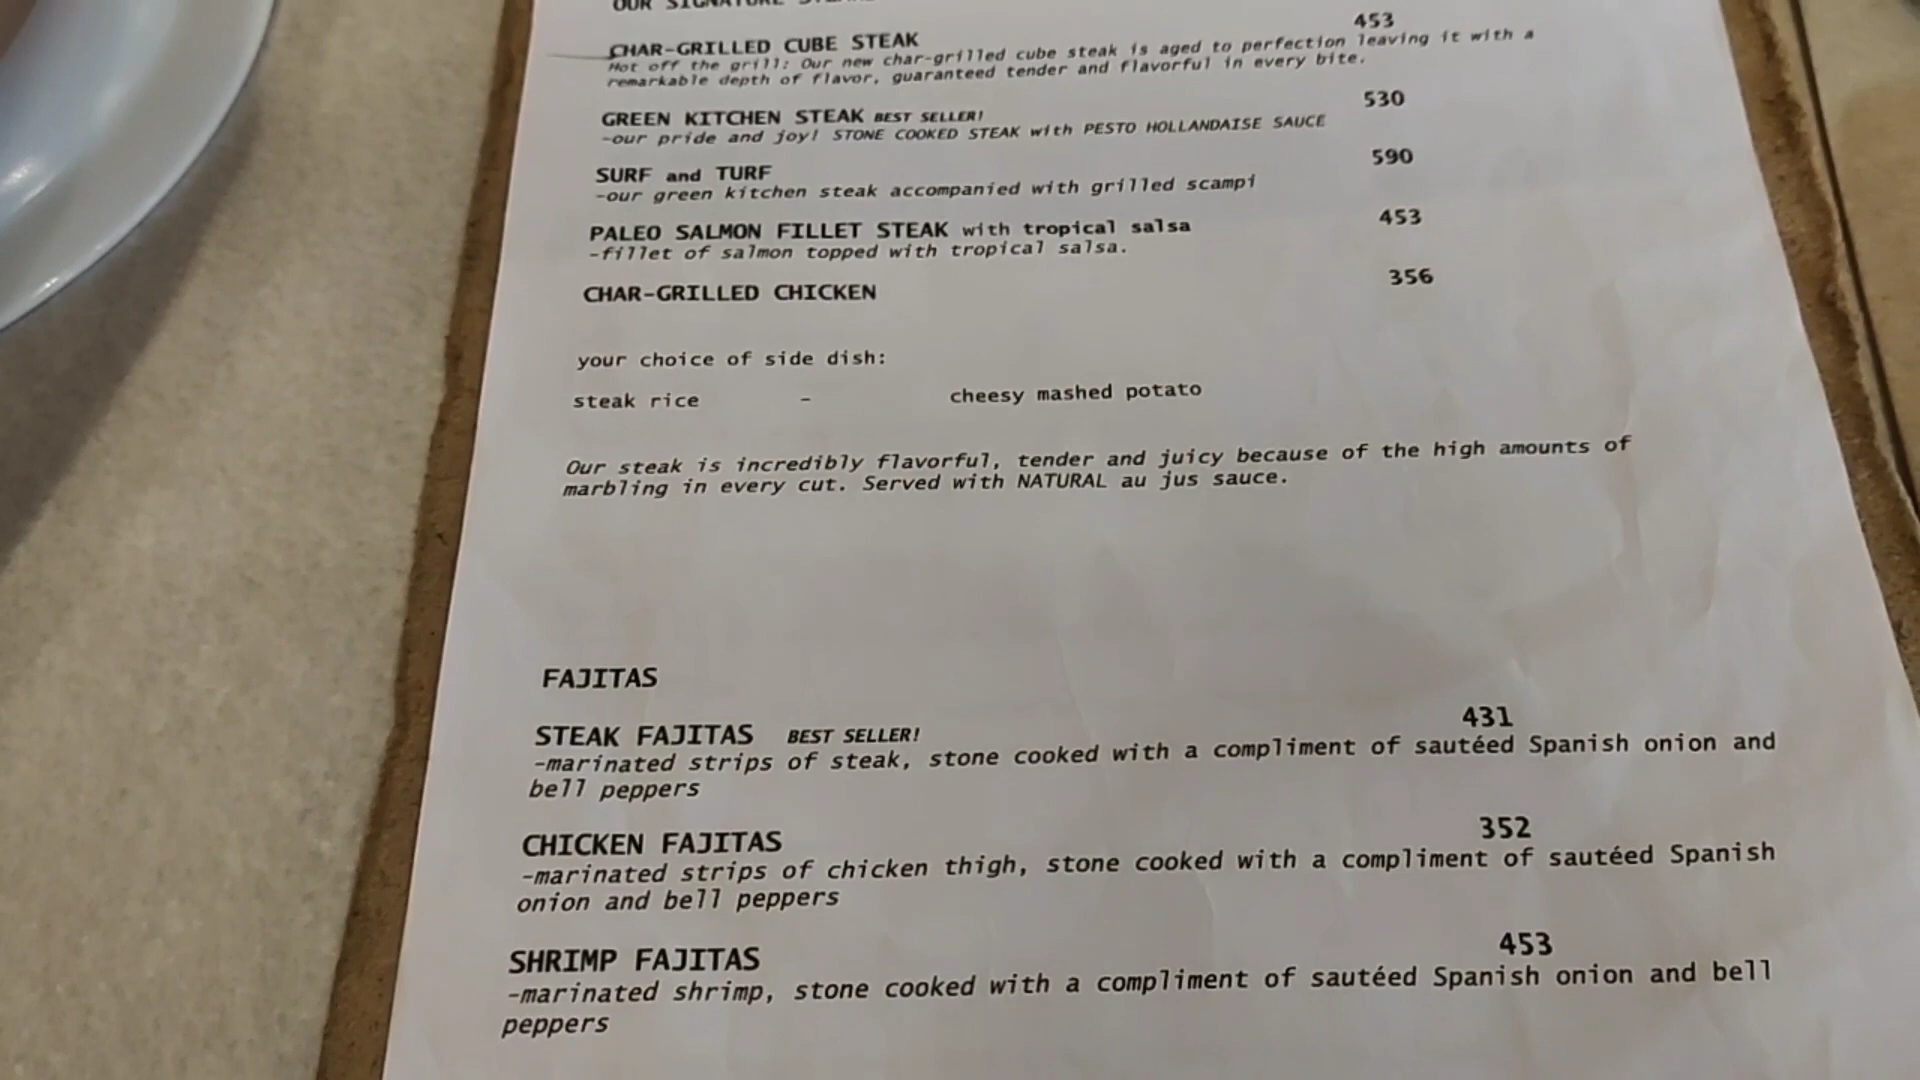 OUR SIGNATURE
CHAR-GRILLED CUBE STEAK 453
Hot off the grill: Our new char-grilled cube steak is aged to perfection leaving it with a
remarkable depth of flavor, guaranteed tender and flavorful in every bite.
GREEN KITCHEN STEAK BEST SELLER! 530
-our pride and joy! STONE COOKED STEAK with PESTO HOLLANDAISE SAUCE
SURF and TURF 590
-our green kitchen steak accompanied with grilled scampi
PALEO SALMON FILLET STEAK with tropical salsa 453
-fillet of salmon topped with tropical salsa.
CHAR-GRILLED CHICKEN 356
your choice of side dish:
steak rice - cheesy mashed potato
Our steak is incredibly flavorful, tender and juicy because of the high amounts of
marbling in every cut. Served with NATURAL au jus sauce.
FAJITAS
STEAK FAJITAS BEST SELLER! 431
-marinated strips of steak, stone cooked with a compliment of sautéed Spanish onion and
bell peppers
CHICKEN FAJITAS 352
-marinated strips of chicken thigh, stone cooked with a compliment of sautéed Spanish
onion and bell peppers
SHRIMP FAJITAS 453
-marinated shrimp, stone cooked with a compliment of sautéed Spanish onion and bell
peppers